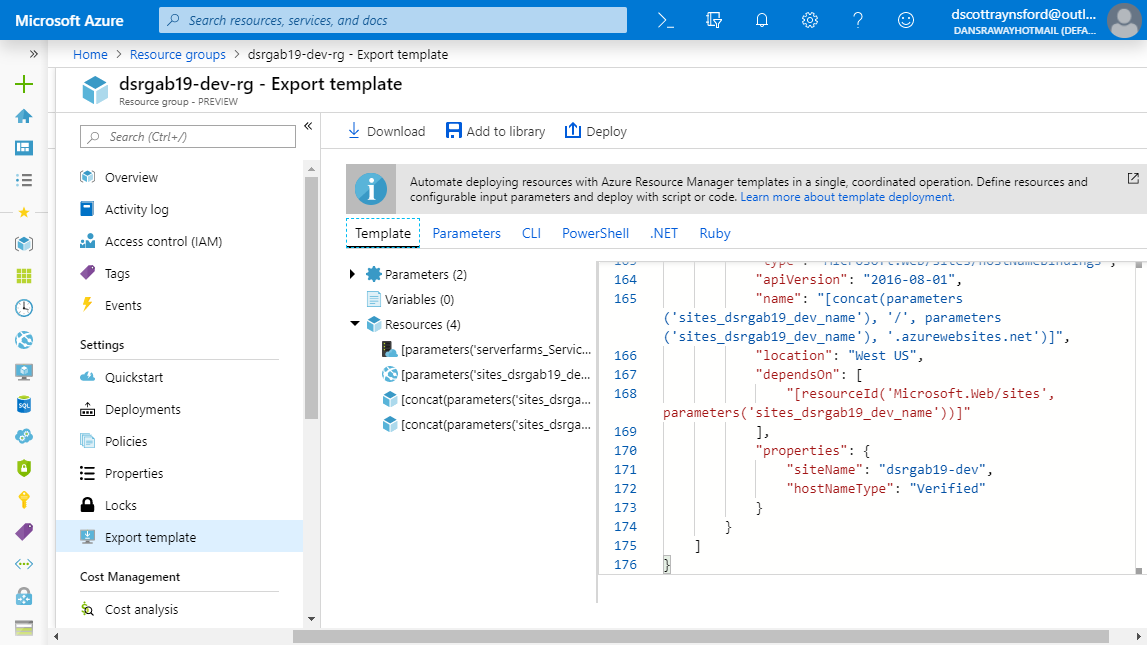 Microsoft Azure
Search resources, services, and docs
dscottraynsford@outl...
DANSRAWAYHOTMAIL (DEFA...
Home > Resource groups > dsrgab19-dev-rg - Export template
dsrgab19-dev-rg - Export template
Resource group - PREVIEW
Search (Ctrl+/)
Overview
Activity log
Access control (IAM)
Tags
Events
Settings
Quickstart
Deployments
Policies
Properties
Locks
Export template
Cost Management
Cost analysis
Download Add to library Deploy
Automate deploying resources with Azure Resource Manager templates in a single, coordinated operation. Define resources and
configurable input parameters and deploy with script or code. Learn more about template deployment.
Template Parameters CLI PowerShell .NET Ruby
Parameters (2)
Variables (0)
Resources (4)
[parameters('serverfarms_Servic...
[parameters('sites_dsrgab19_de...
[concat(parameters('sites_dsrga...
[concat(parameters('sites_dsrga...
163 "type": "Microsoft.Web/sites/hostNameBindings",
164 "apiVersion": "2016-08-01",
165 "name": "[concat(parameters
('sites_dsrgab19_dev_name'), '/', parameters
('sites_dsrgab19_dev_name'), '.azurewebsites.net')]",
166 "location": "West US",
167 "dependsOn": [
168 "[resourceId('Microsoft.Web/sites',
parameters('sites_dsrgab19_dev_name'))]"
169 ],
170 "properties": {
171 "siteName": "dsrgab19-dev",
172 "hostNameType": "Verified"
173 }
174 }
175 ]
176 }